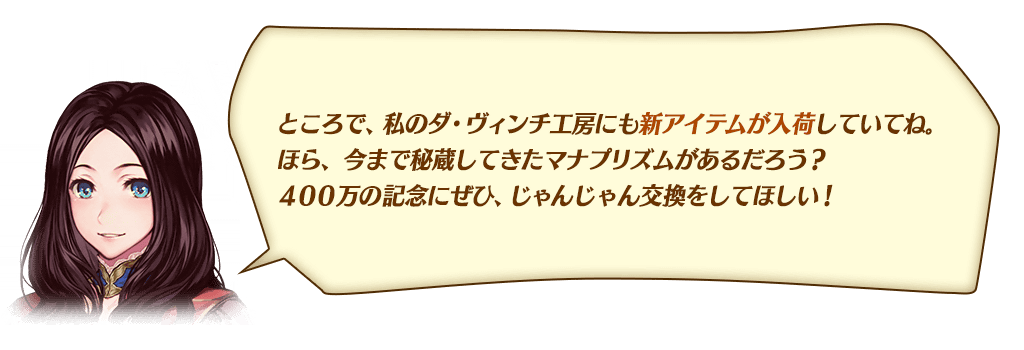 ところで、私のダ・ヴィンチ工房にも新アイテムが入荷していてね。
ほら、今まで秘蔵してきたマナプリズムがあるだろう？
４００万の記念にぜひ、じゃんじゃん交換をしてほしい！